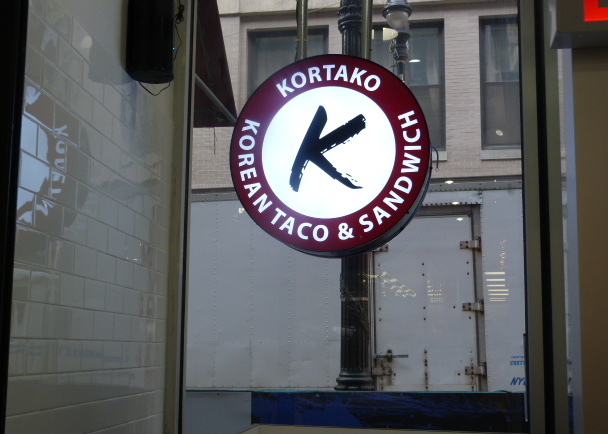 KORTAKO
K
KOREAN TACO & SANDWICH